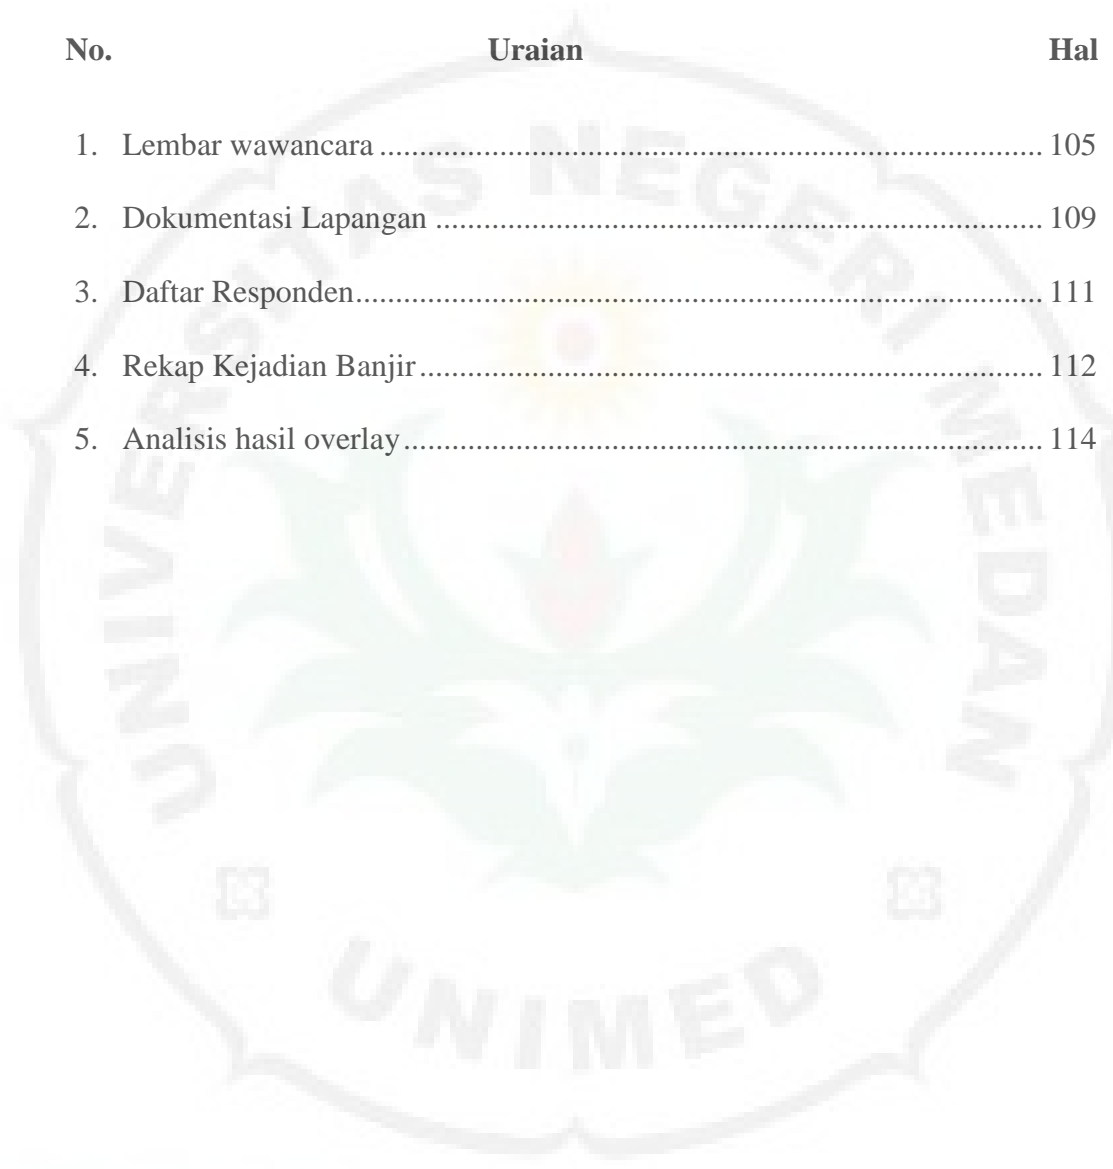 No. Uraian Hal
1. Lembar wawancara ........................................................................................ 105
2. Dokumentasi Lapangan ................................................................................ 109
3. Daftar Responden.......................................................................................... 111
4. Rekap Kejadian Banjir.................................................................................. 112
5. Analisis hasil overlay.................................................................................... 114
UNIVERSITAS NEGERI MEDAN
UNIMED